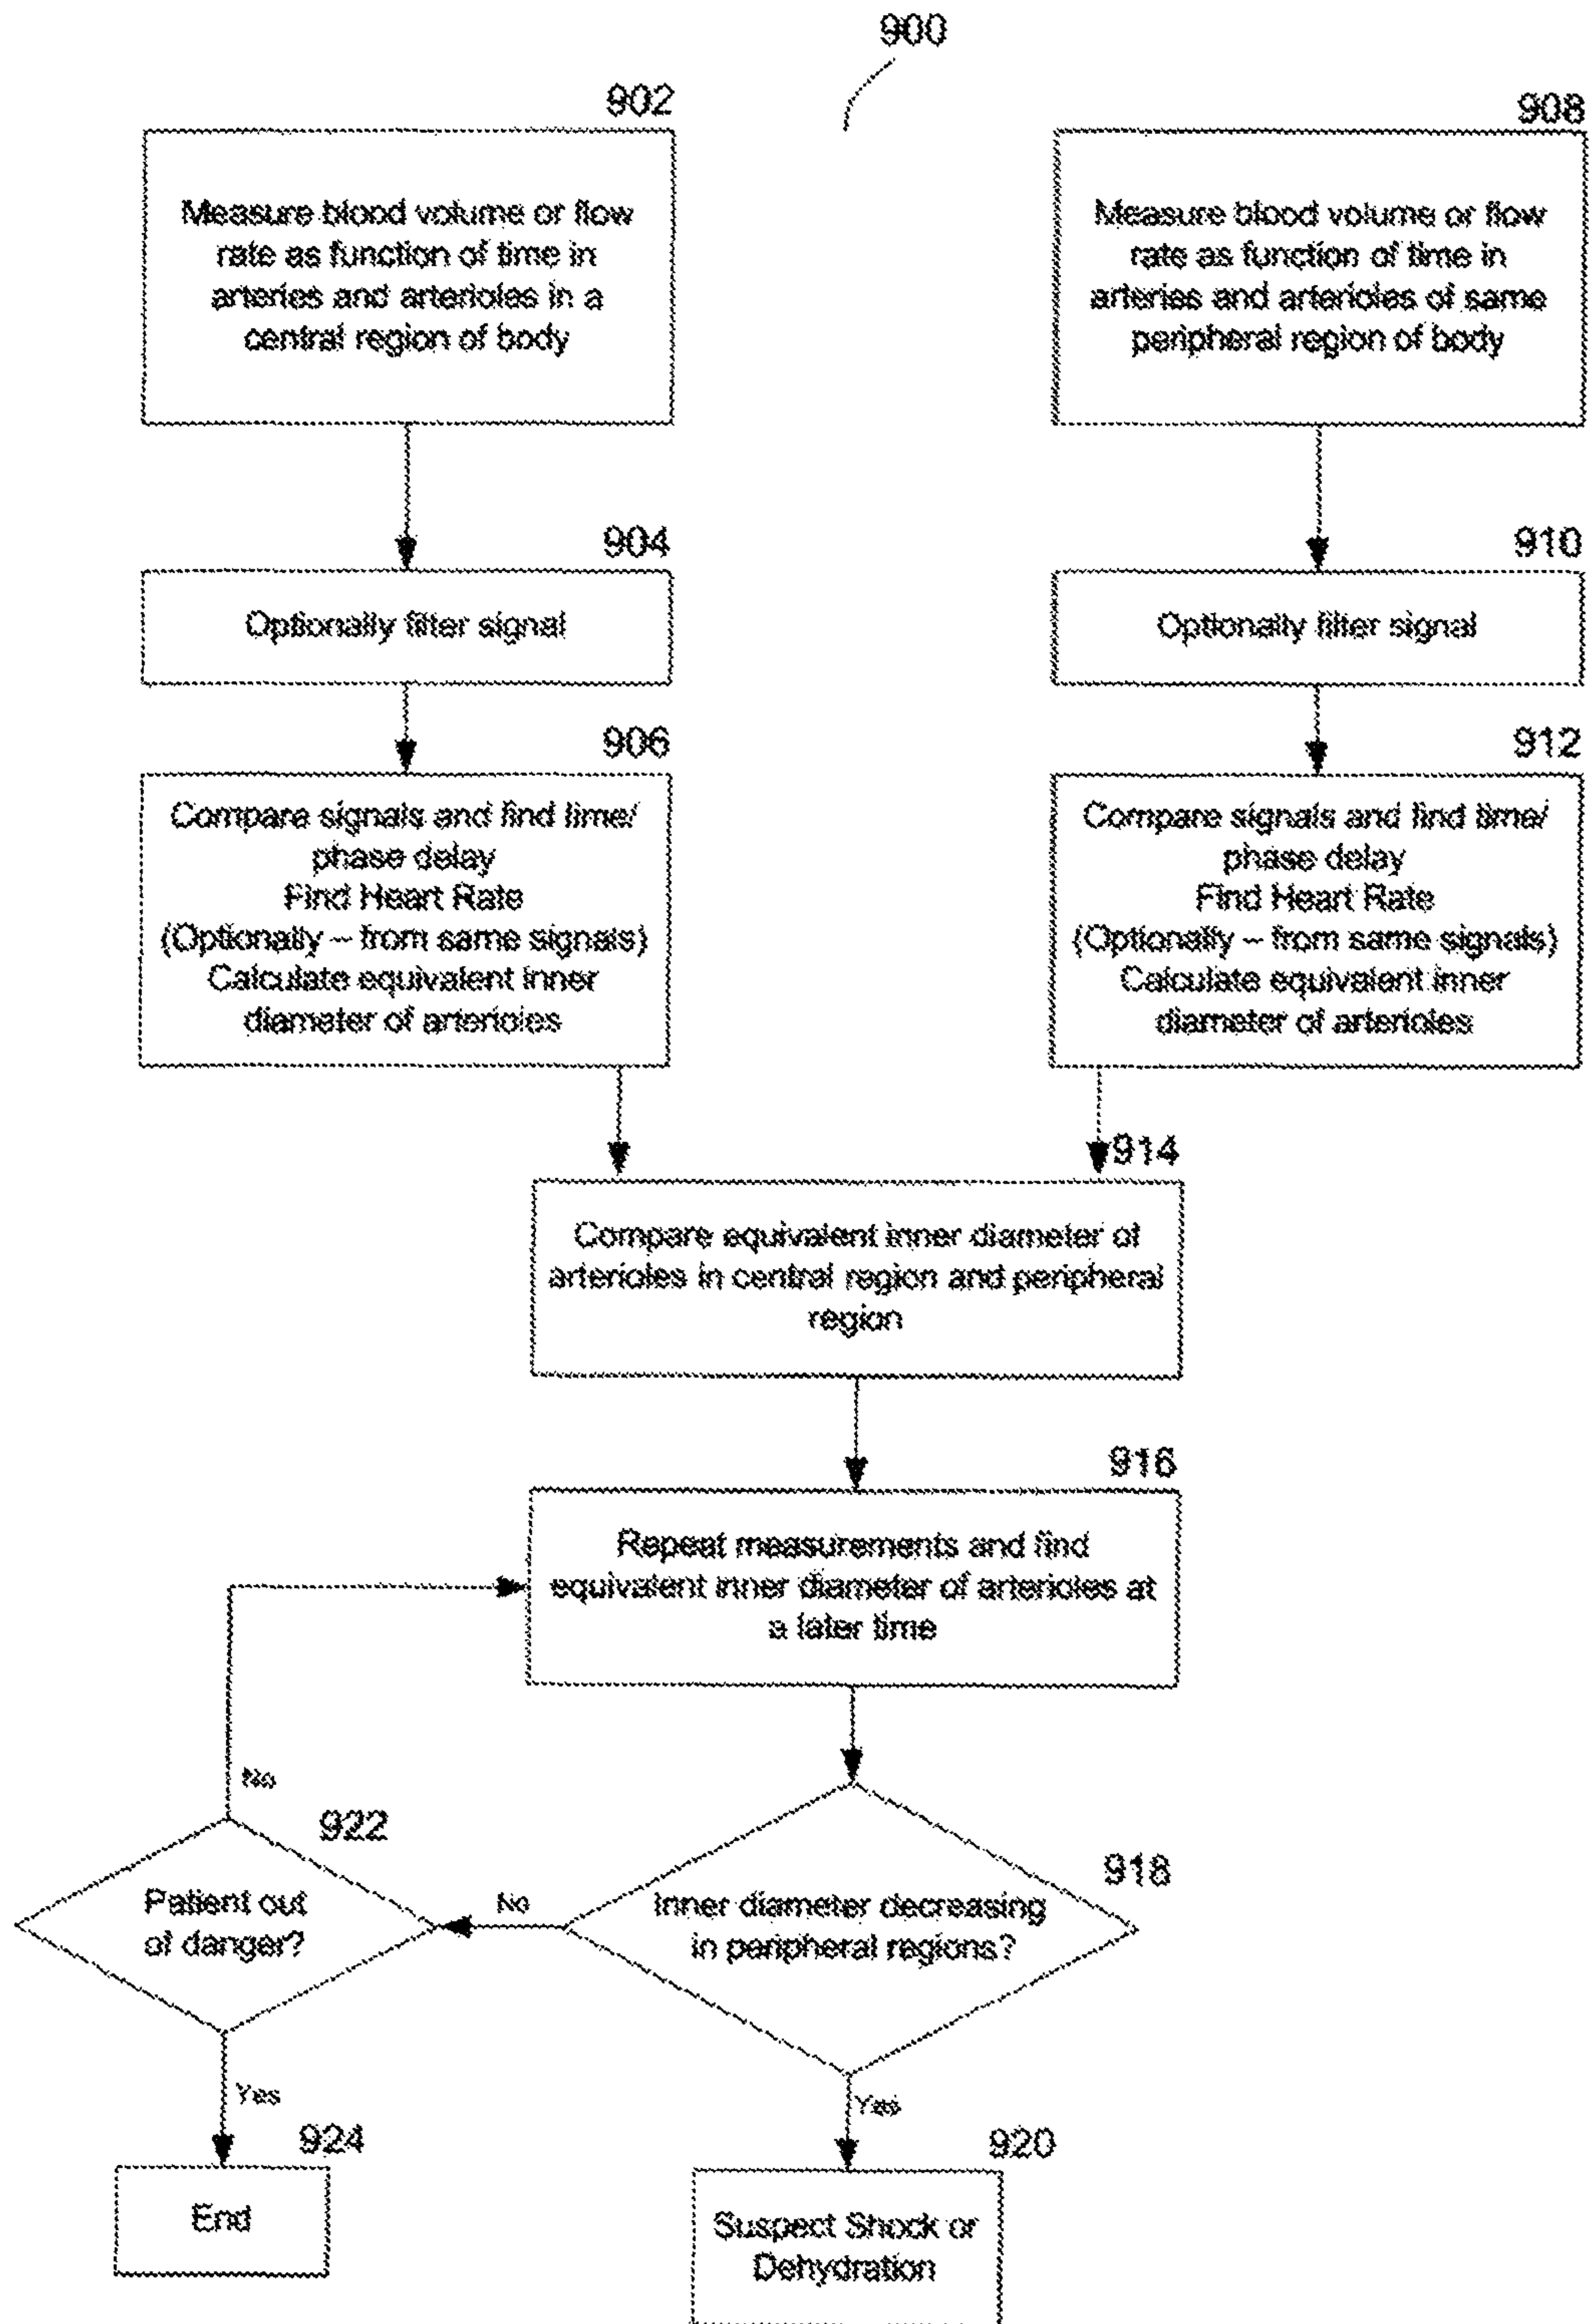 900
902
Measure blood volume or flow
rate as function of time in
arteries and arterioles in a
central region of body
908
Measure blood volume or flow
rate as function of time in
arteries and arterioles of same
peripheral region of body
904
Optionally filter signal
910
Optionally filter signal
906
Compare signals and find time/
phase delay
Find Heart Rate
(Optionally – from same signals)
Calculate equivalent inner
diameter of arterioles
912
Compare signals and find time/
phase delay
Find Heart Rate
(Optionally – from same signals)
Calculate equivalent inner
diameter of arterioles
914
Compare equivalent inner diameter of
arterioles in central region and peripheral
region
916
Repeat measurements and find
equivalent inner diameter of arterioles at
a later time
No
922
Patient out
of danger?
No
918
Inner diameter decreasing
in peripheral regions?
Yes
924
End
Yes
920
Suspect Shock or
Dehydration